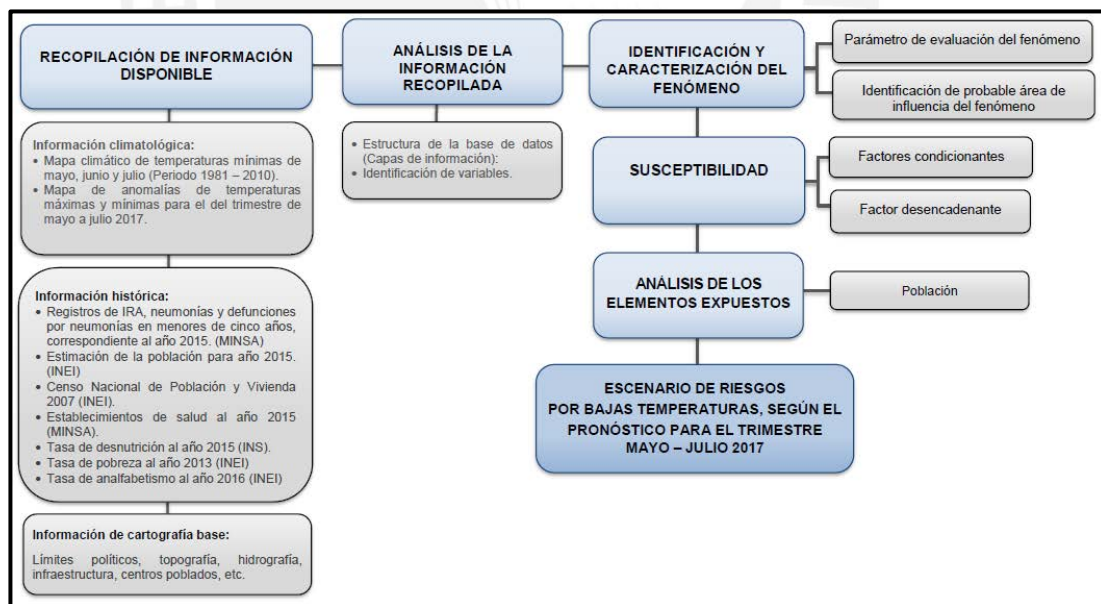 RECOPILACIÓN DE INFORMACIÓN
DISPONIBLE
Información climatológica:
• Mapa climático de temperaturas mínimas de
mayo, junio y julio (Periodo 1981 – 2010).
• Mapa de anomalías de temperaturas
máximas y mínimas para el del trimestre de
mayo a julio 2017.
Información histórica:
• Registros de IRA, neumonías y defunciones
por neumonías en menores de cinco años,
correspondiente al año 2015. (MINSA)
• Estimación de la población para año 2015.
(INEI)
• Censo Nacional de Población y Vivienda
2007 (INEI).
• Establecimientos de salud al año 2015
(MINSA).
• Tasa de desnutrición al año 2015 (INS).
• Tasa de pobreza al año 2013 (INEI)
• Tasa de analfabetismo al año 2016 (INEI)
Información de cartografía base:
Límites políticos, topografía, hidrografía,
infraestructura, centros poblados, etc.
ANÁLISIS DE LA
INFORMACIÓN
RECOPILADA
• Estructura de la base de datos
(Capas de información):
• Identificación de variables.
IDENTIFICACIÓN Y
CARACTERIZACIÓN DEL
FENÓMENO
Parámetro de evaluación del fenómeno
Identificación de probable área de
influencia del fenómeno
SUSCEPTIBILIDAD
Factores condicionantes
Factor desencadenante
ANÁLISIS DE LOS
ELEMENTOS EXPUESTOS
Población
ESCENARIO DE RIESGOS
POR BAJAS TEMPERATURAS, SEGÚN EL
PRONÓSTICO PARA EL TRIMESTRE
MAYO – JULIO 2017